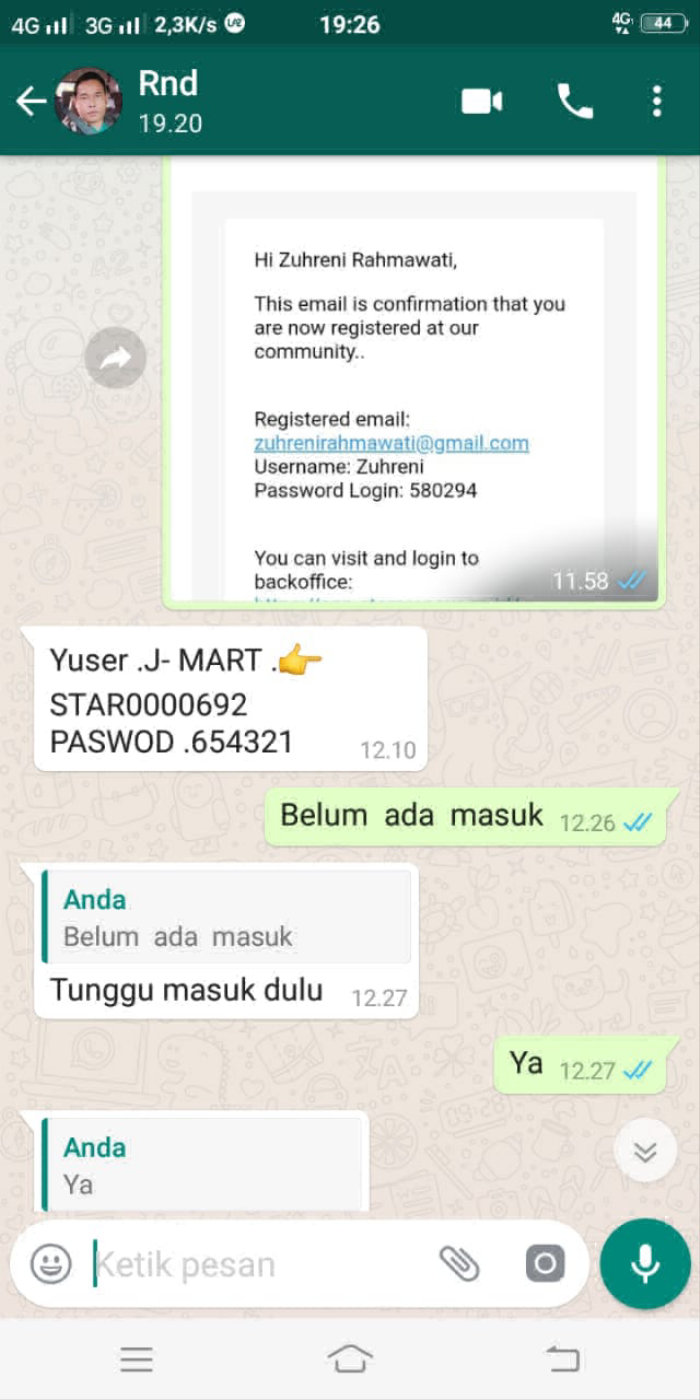 4G 3G 2,3K/s 19:26 4G 44
Rnd
19.20
Hi Zuhreni Rahmawati,
This email is confirmation that you
are now registered at our
community..
Registered email:
zuhrenirahmawati@gmail.com
Username: Zuhreni
Password Login: 580294
You can visit and login to
backoffice:
11.58
Yuser .J- MART .👉
STAR0000692
PASWOD .654321 12.10
Belum ada masuk 12.26
Anda
Belum ada masuk
Tunggu masuk dulu 12.27
Ya 12.27
Anda
Ya
Ketik pesan